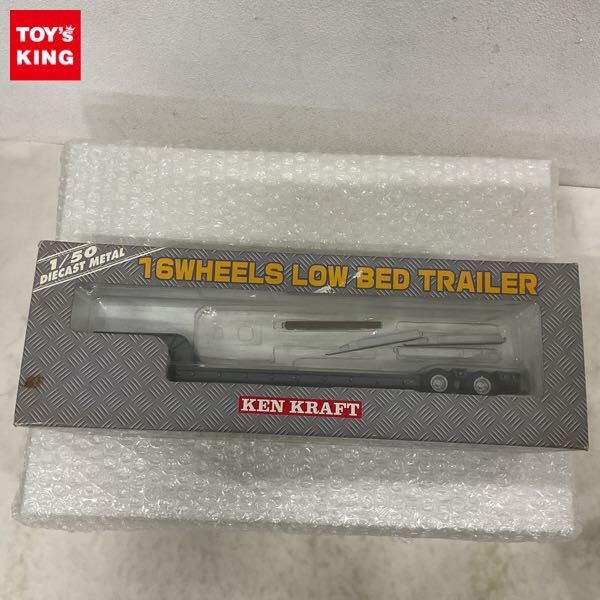 TOY'S
KING
1/50
DIECAST METAL
16WHEELS LOW BED TRAILER
KEN KRAFT